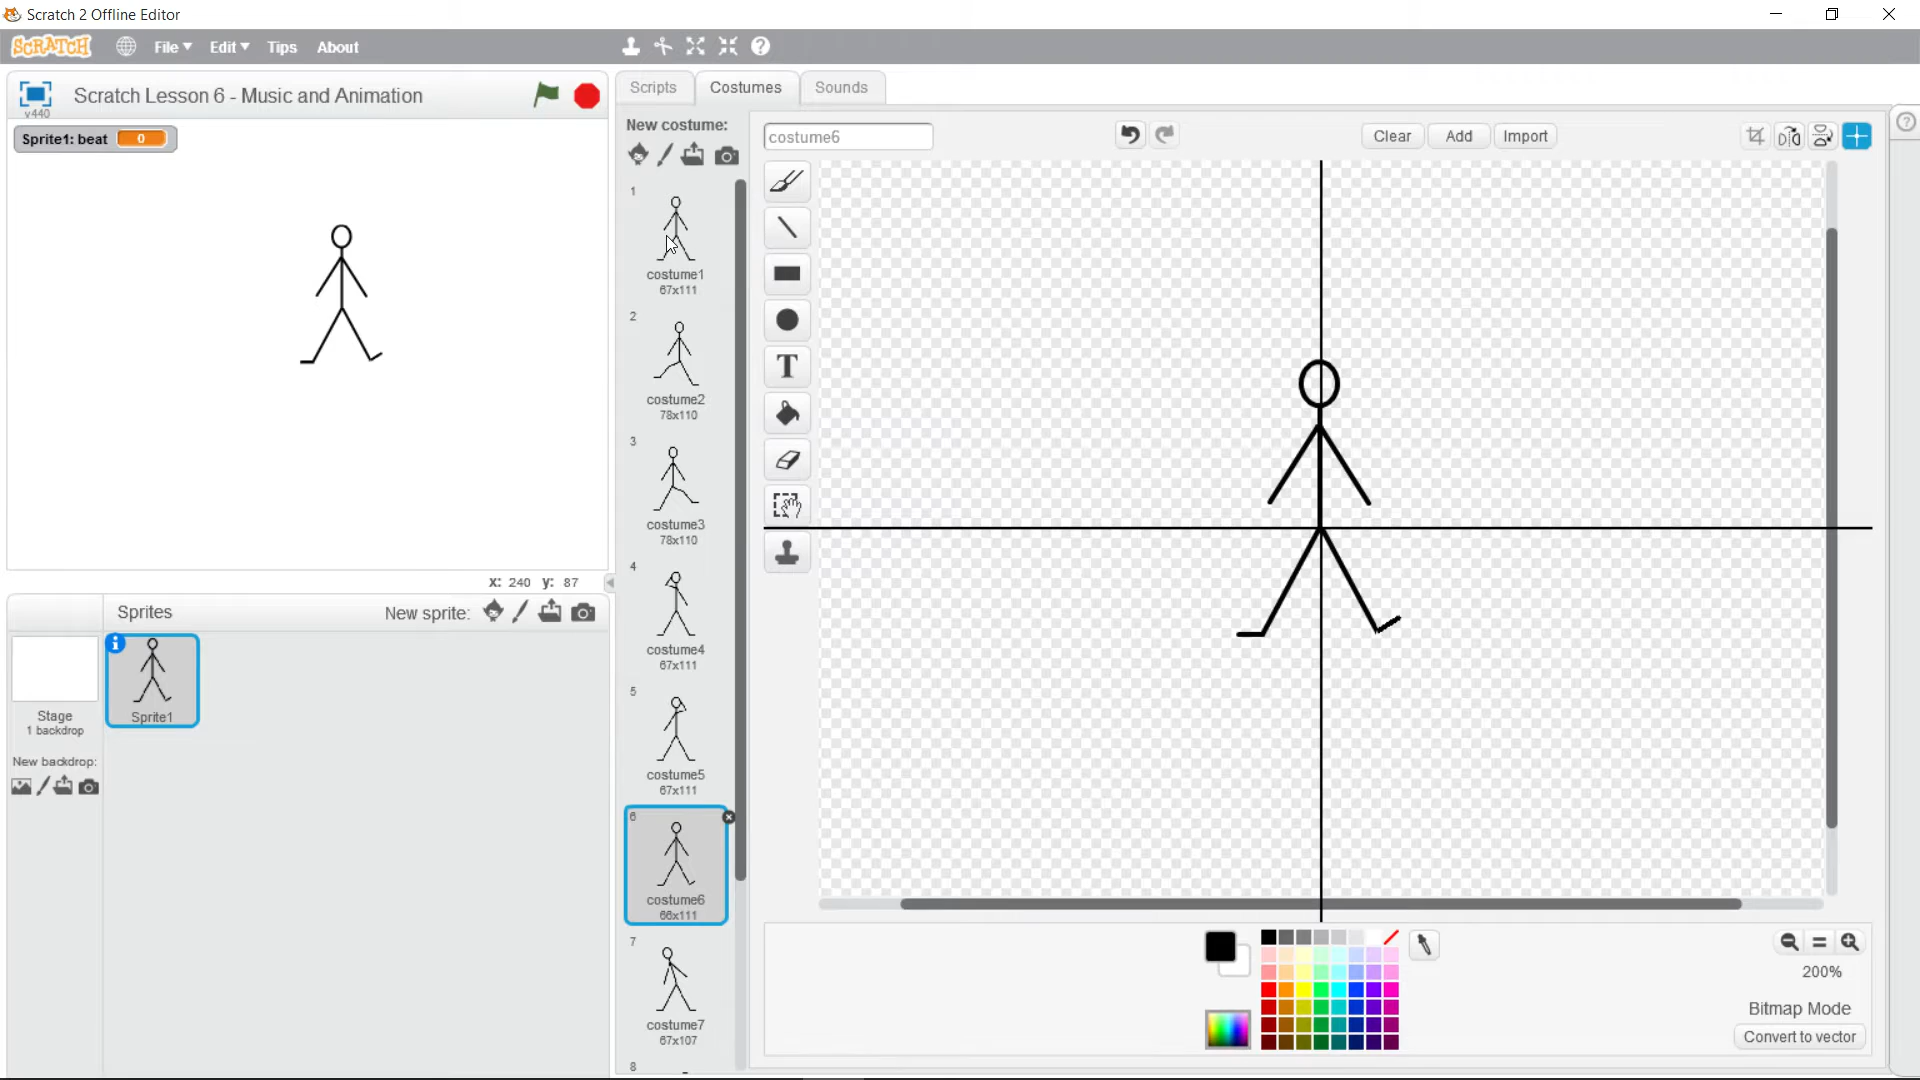 Scratch 2 Offline Editor
SCRATCH File Edit Tips About
v440
Scratch Lesson 6 - Music and Animation
Sprite1: beat 0
X: 240 y: 87
Sprites
New sprite:
Sprite1
Stage
1 backdrop
New backdrop:
Scripts Costumes Sounds
New costume:
1
costume1
67x111
2
costume2
78x110
3
costume3
78x110
4
costume4
67x111
5
costume5
67x111
6
costume6
66x111
7
costume7
67x107
8
costume6
Clear Add Import
T
200%
Bitmap Mode
Convert to vector